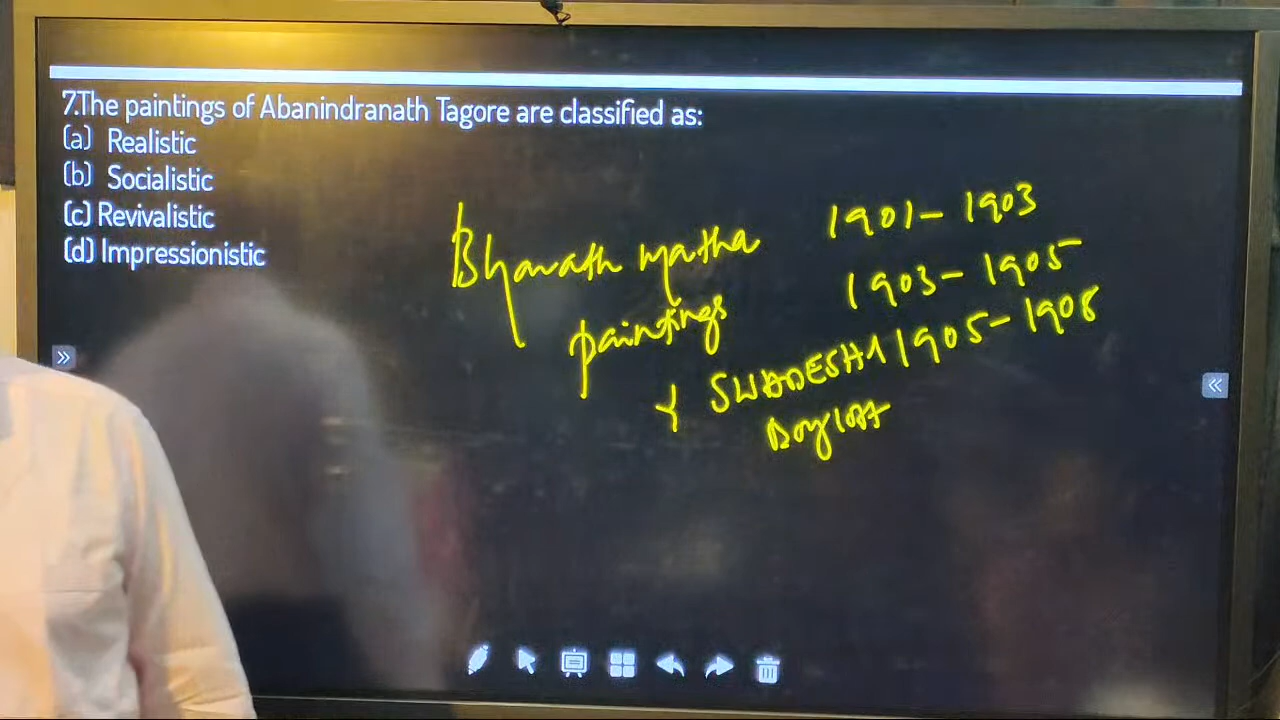 7.The paintings of Abanindranath Tagore are classified as:
(a) Realistic
(b) Socialistic
(c) Revivalistic
(d) Impressionistic
Bharath matha 1901 - 1903
paintings 1903 - 1905
SWADESHI 1905 - 1908